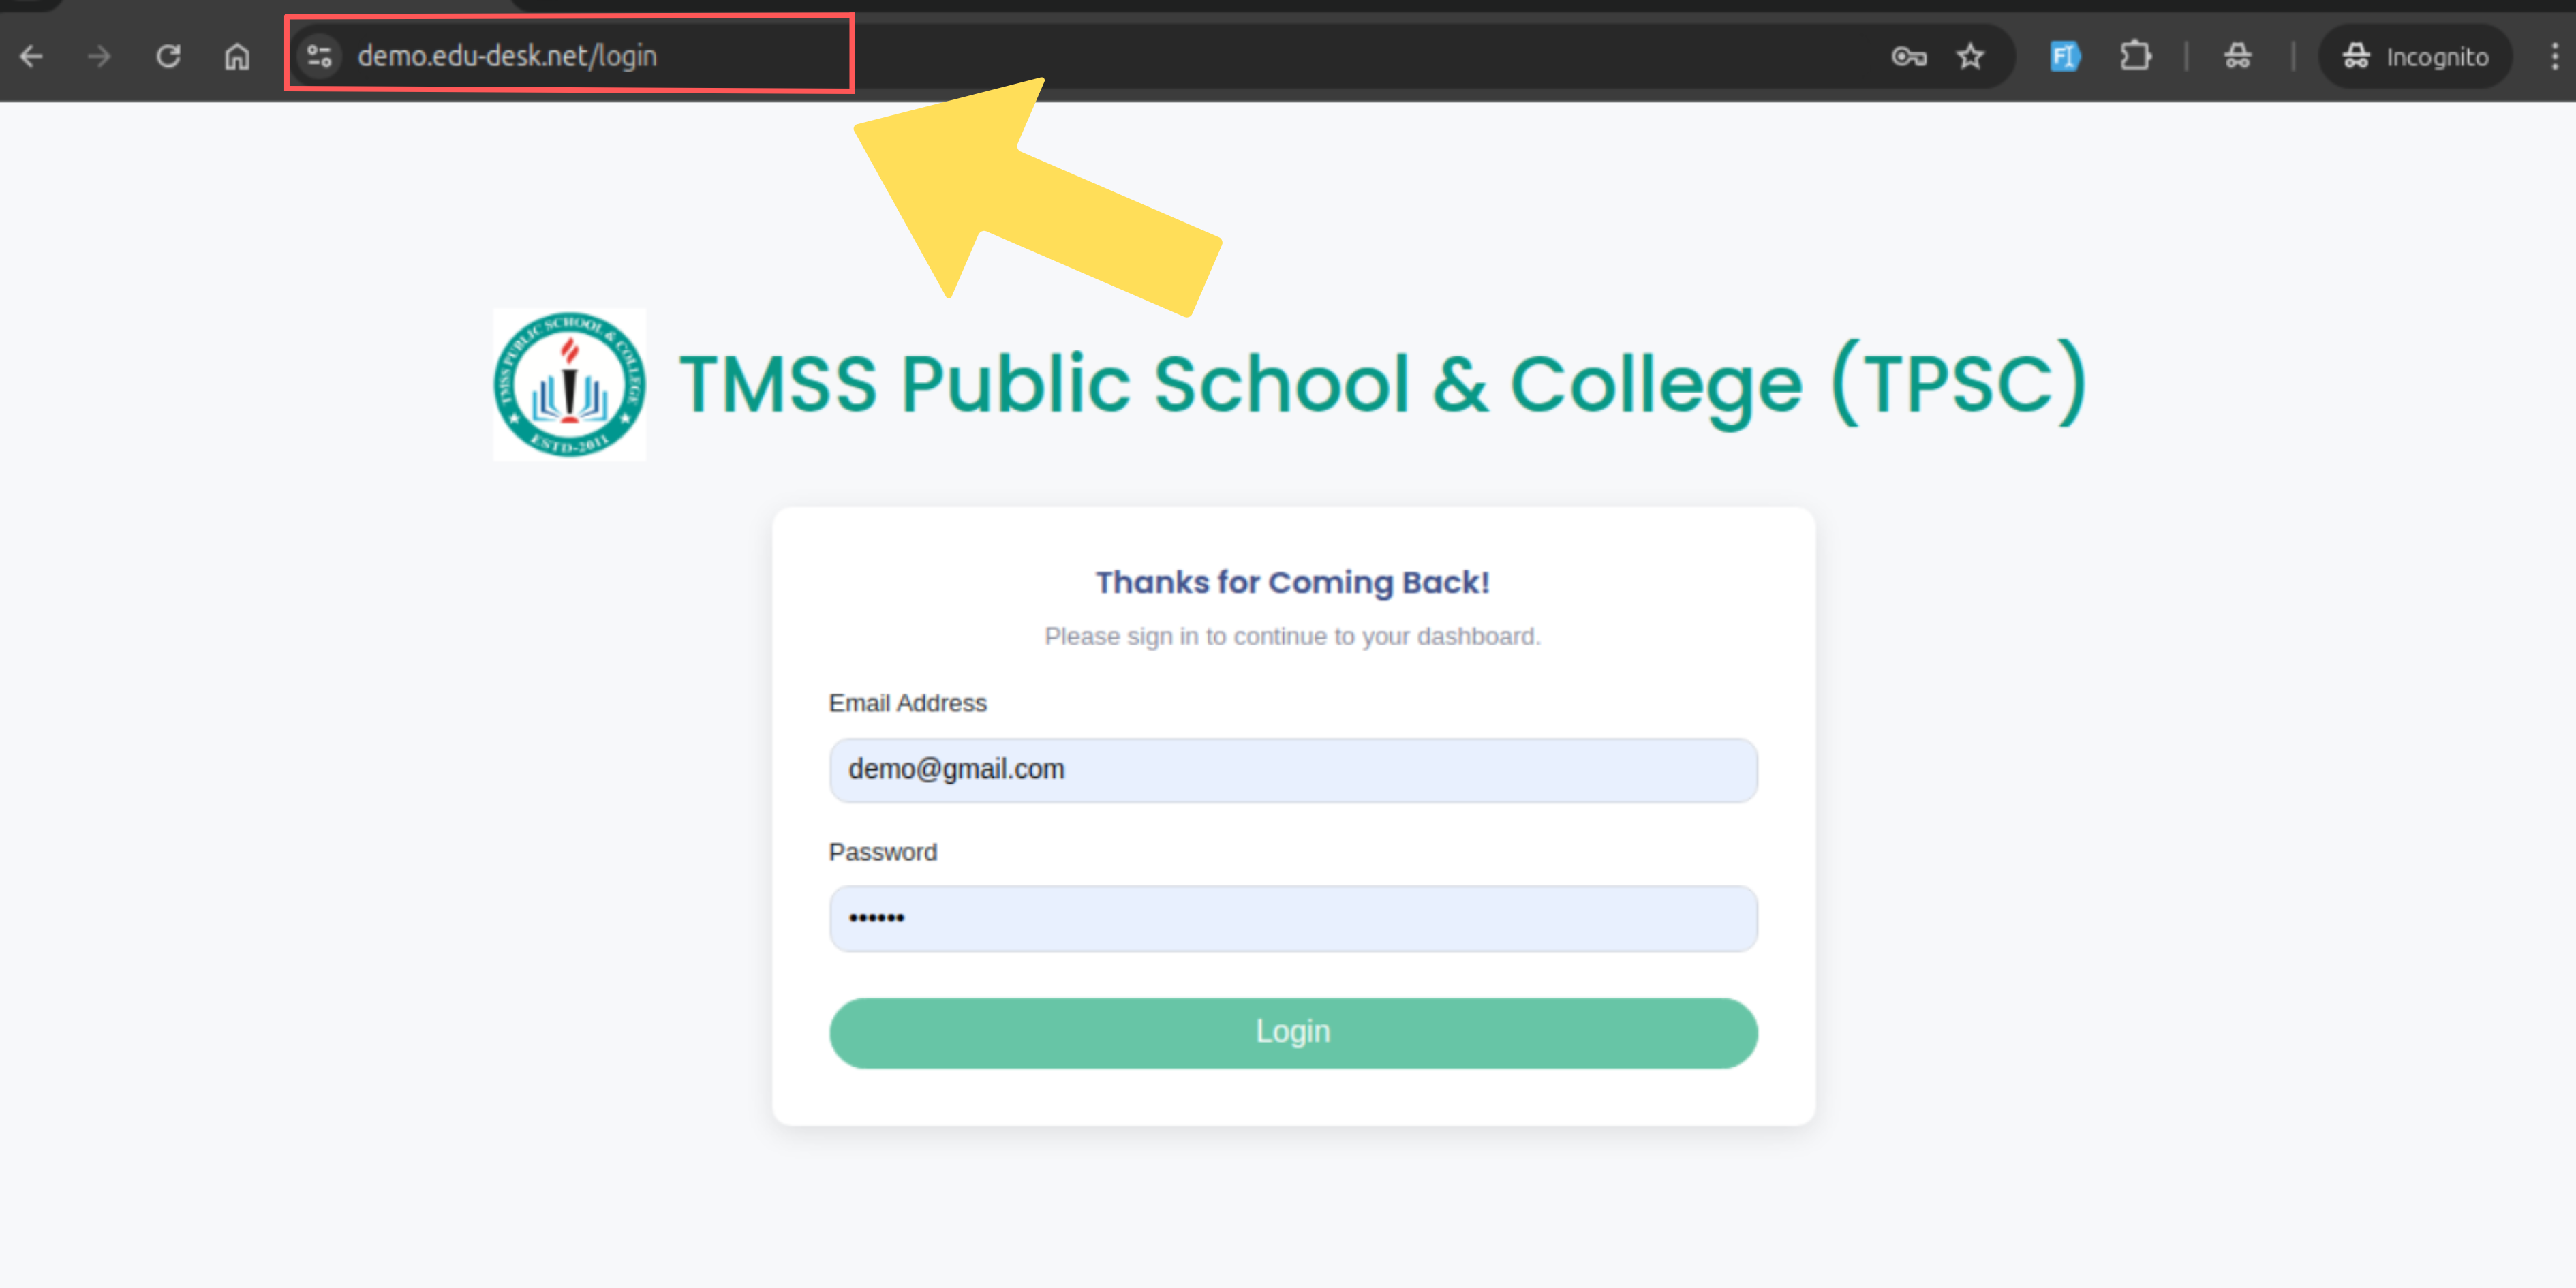 demo.edu-desk.net/login
Incognito
TMSS PUBLIC SCHOOL & COLLEGE
ESTD-2011
TMSS Public School & College (TPSC)
Thanks for Coming Back!
Please sign in to continue to your dashboard.
Email Address
demo@gmail.com
Password
••••••
Login